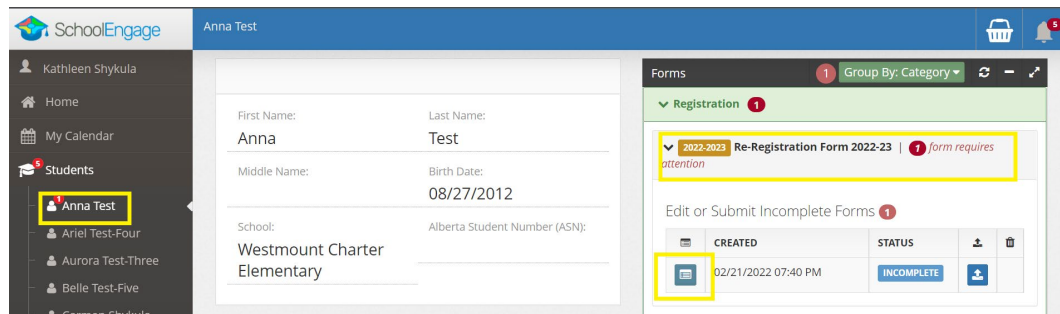 SchoolEngage
Anna Test
5
Kathleen Shykula
Home
My Calendar
5
Students
1
Anna Test
Ariel Test-Four
Aurora Test-Three
Belle Test-Five
First Name:
Last Name:
Anna
Test
Middle Name:
Birth Date:
08/27/2012
School:
Alberta Student Number (ASN):
Westmount Charter
Elementary
Forms
1
Group By: Category
Registration 1
2022-2023 Re-Registration Form 2022-23 | 1 form requires
attention
Edit or Submit Incomplete Forms 1
CREATED STATUS
02/21/2022 07:40 PM INCOMPLETE